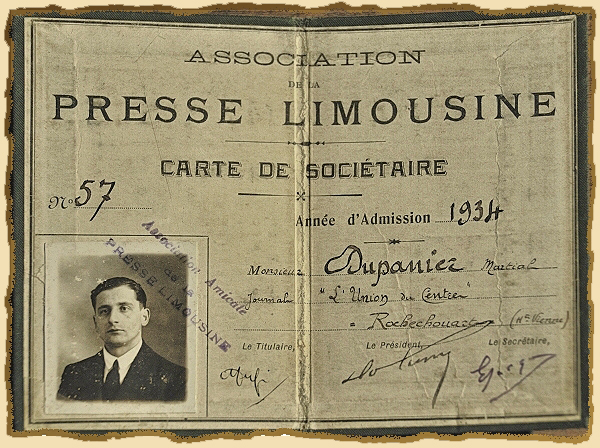 ASSOCIATION
DE LA
PRESSE LIMOUSINE
CARTE DE SOCIÉTAIRE
No 57
Année d'Admission 1934
Association Amicale
de la
PRESSE LIMOUSINE
Monsieur Dupanier Martial
Journal "L'Union du Centre"
= Rochechouart (Hte Vienne)
Le Titulaire, Le Président, Le Secrétaire,